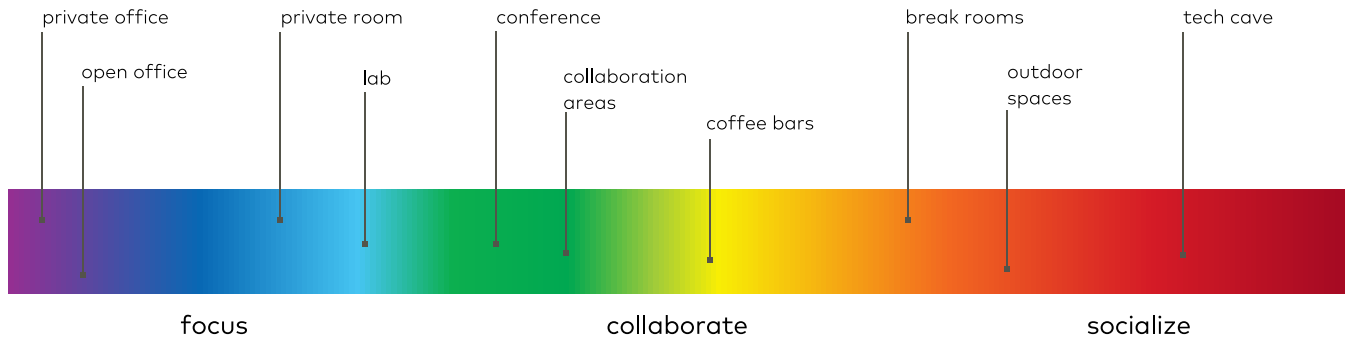 private office
private room
conference
break rooms
tech cave
open office
lab
collaboration
areas
outdoor
spaces
coffee bars
focus
collaborate
socialize